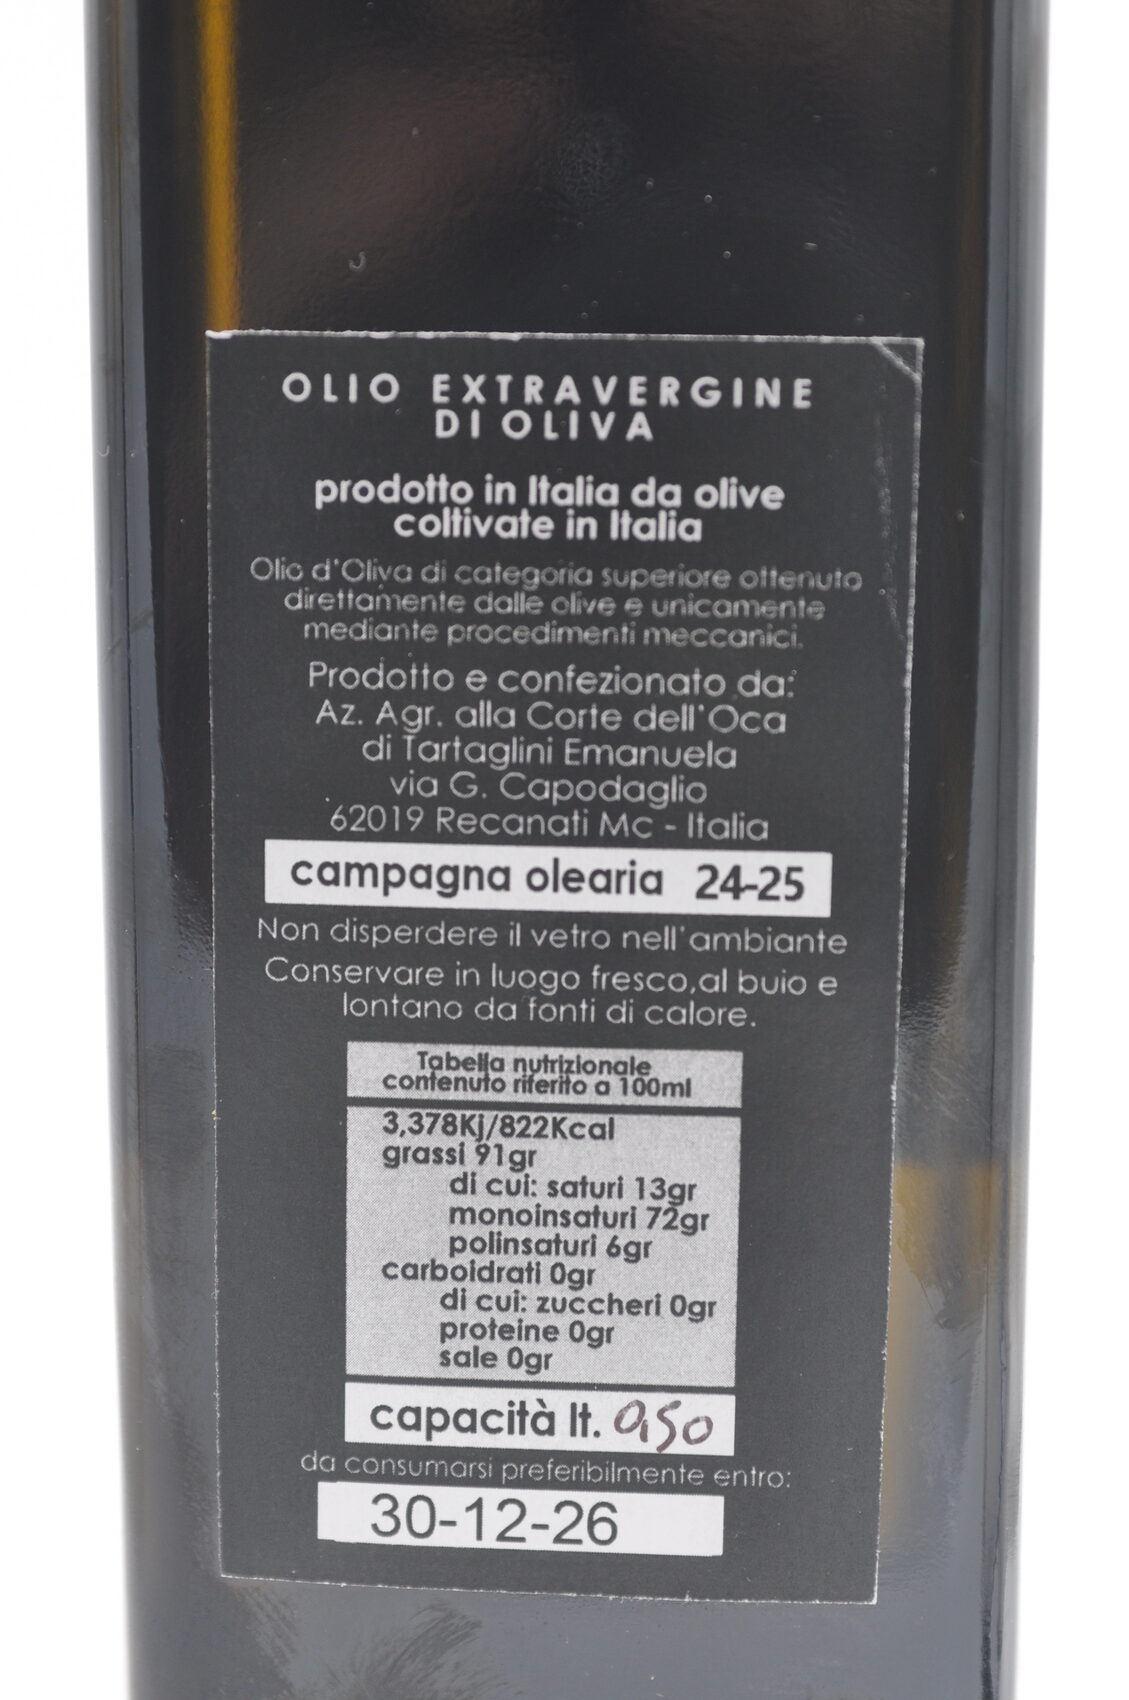 OLIO EXTRAVERGINE
DI OLIVA
prodotto in Italia da olive
coltivate in Italia
Olio d'Oliva di categoria superiore ottenuto
direttamente dalle olive e unicamente
mediante procedimenti meccanici.
Prodotto e confezionato da:
Az. Agr. alla Corte dell'Oca
di Tartaglini Emanuela
via G. Capodaglio
62019 Recanati Mc - Italia
campagna olearia 24-25
Non disperdere il vetro nell'ambiante
Conservare in luogo fresco,al buio e
lontano da fonti di calore.
Tabella nutrizionale
contenuto riferito a 100ml
3,378Kj/822Kcal
grassi 91gr
di cui: saturi 13gr
monoinsaturi 72gr
polinsaturi 6gr
carboidrati 0gr
di cui: zuccheri 0gr
proteine 0gr
sale 0gr
capacità lt. 0,50
da consumarsi preferibilmente entro:
30-12-26